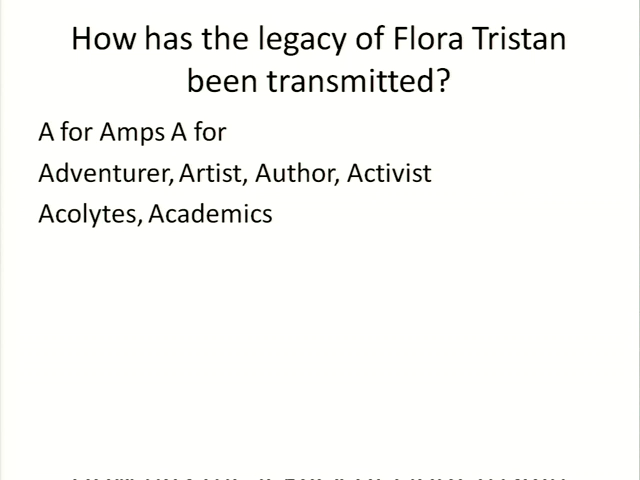 How has the legacy of Flora Tristan
been transmitted?
A for Amps A for
Adventurer, Artist, Author, Activist
Acolytes, Academics